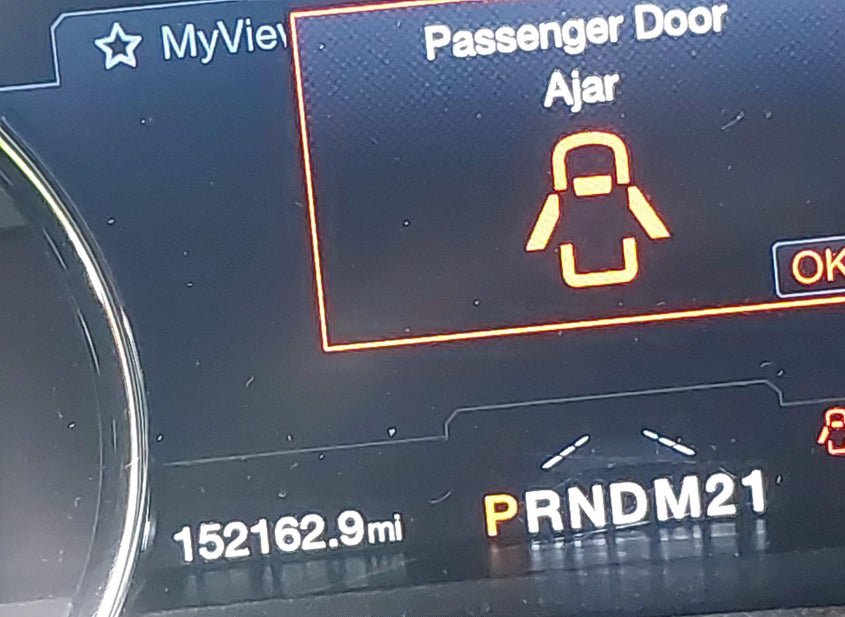 MyView
Passenger Door
Ajar
OK
152162.9mi
PRNDM21